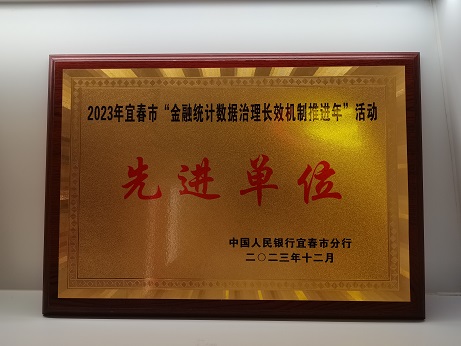 2023年宜春市“金融统计数据治理长效机制推进年”活动
先进单位
中国人民银行宜春市分行
二〇二三年十二月